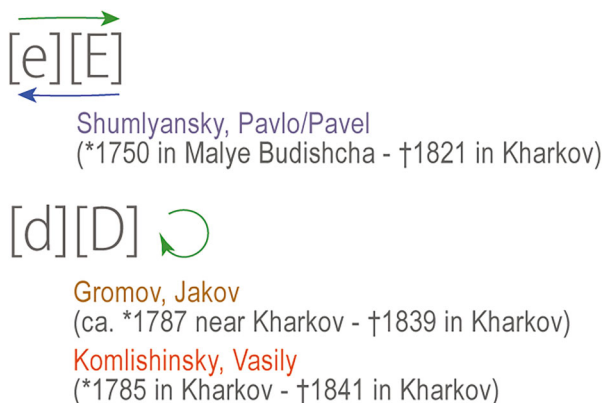 [e][E]
Shumlyansky, Pavlo/Pavel
(*1750 in Malye Budishcha - †1821 in Kharkov)
[d][D]
Gromov, Jakov
(ca. *1787 near Kharkov - †1839 in Kharkov)
Komlishinsky, Vasily
(*1785 in Kharkov - †1841 in Kharkov)